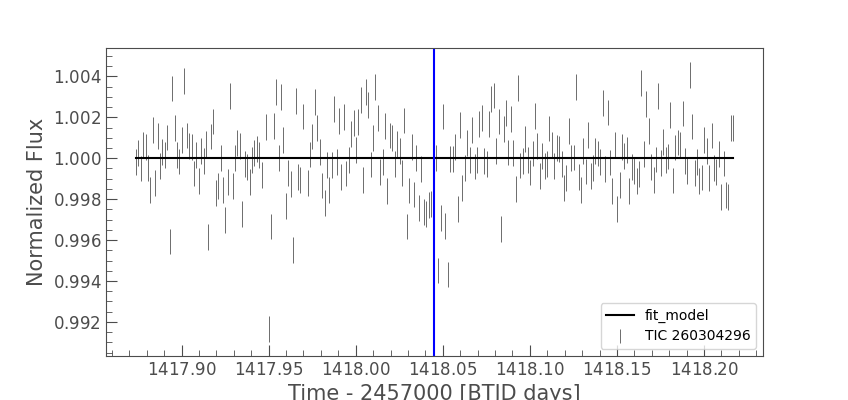 Normalized Flux
1.004
1.002
1.000
0.998
0.996
0.994
0.992
fit_model
TIC 260304296
1417.90 1417.95 1418.00 1418.05 1418.10 1418.15 1418.20
Time - 2457000 [BTJD days]